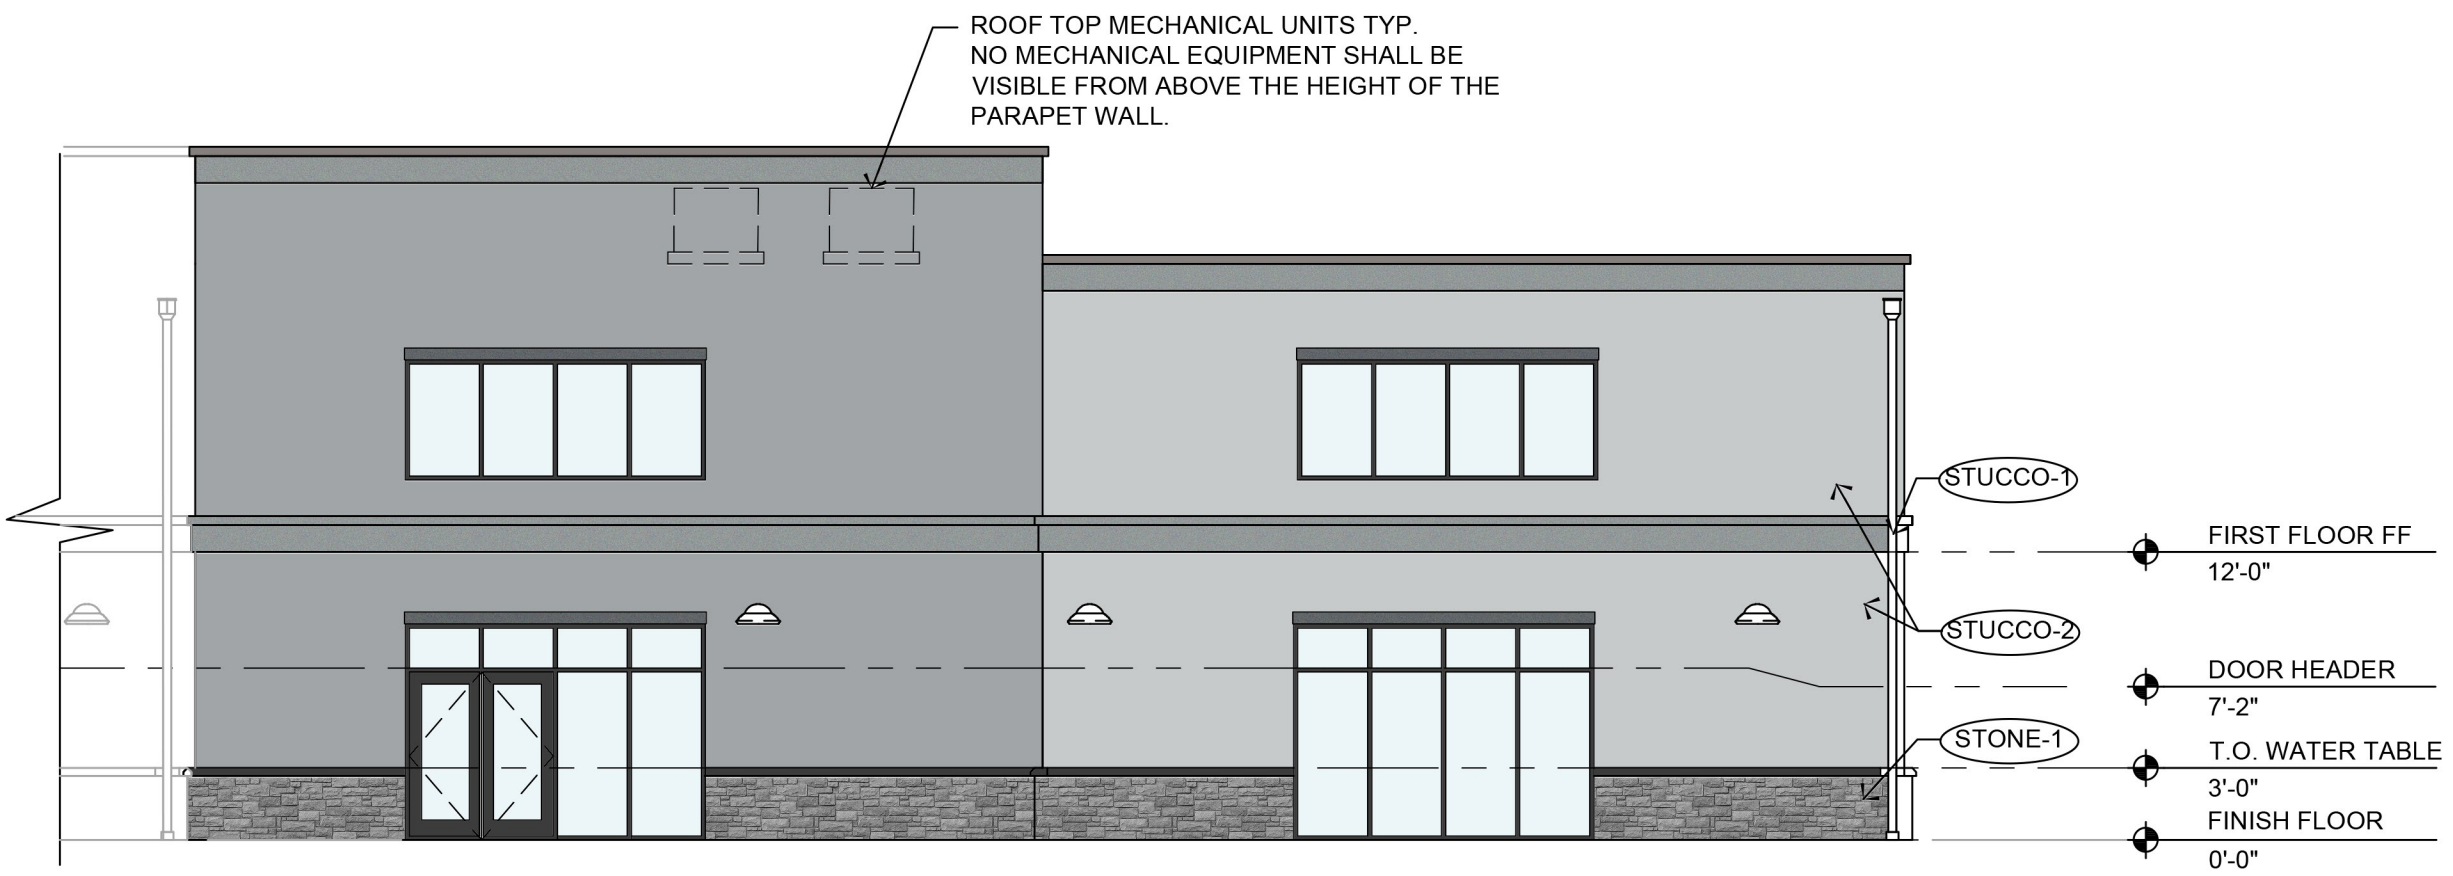 ROOF TOP MECHANICAL UNITS TYP.
NO MECHANICAL EQUIPMENT SHALL BE
VISIBLE FROM ABOVE THE HEIGHT OF THE
PARAPET WALL.
STUCCO-1
FIRST FLOOR FF
12'-0"
STUCCO-2
DOOR HEADER
7'-2"
STONE-1
T.O. WATER TABLE
3'-0"
FINISH FLOOR
0'-0"